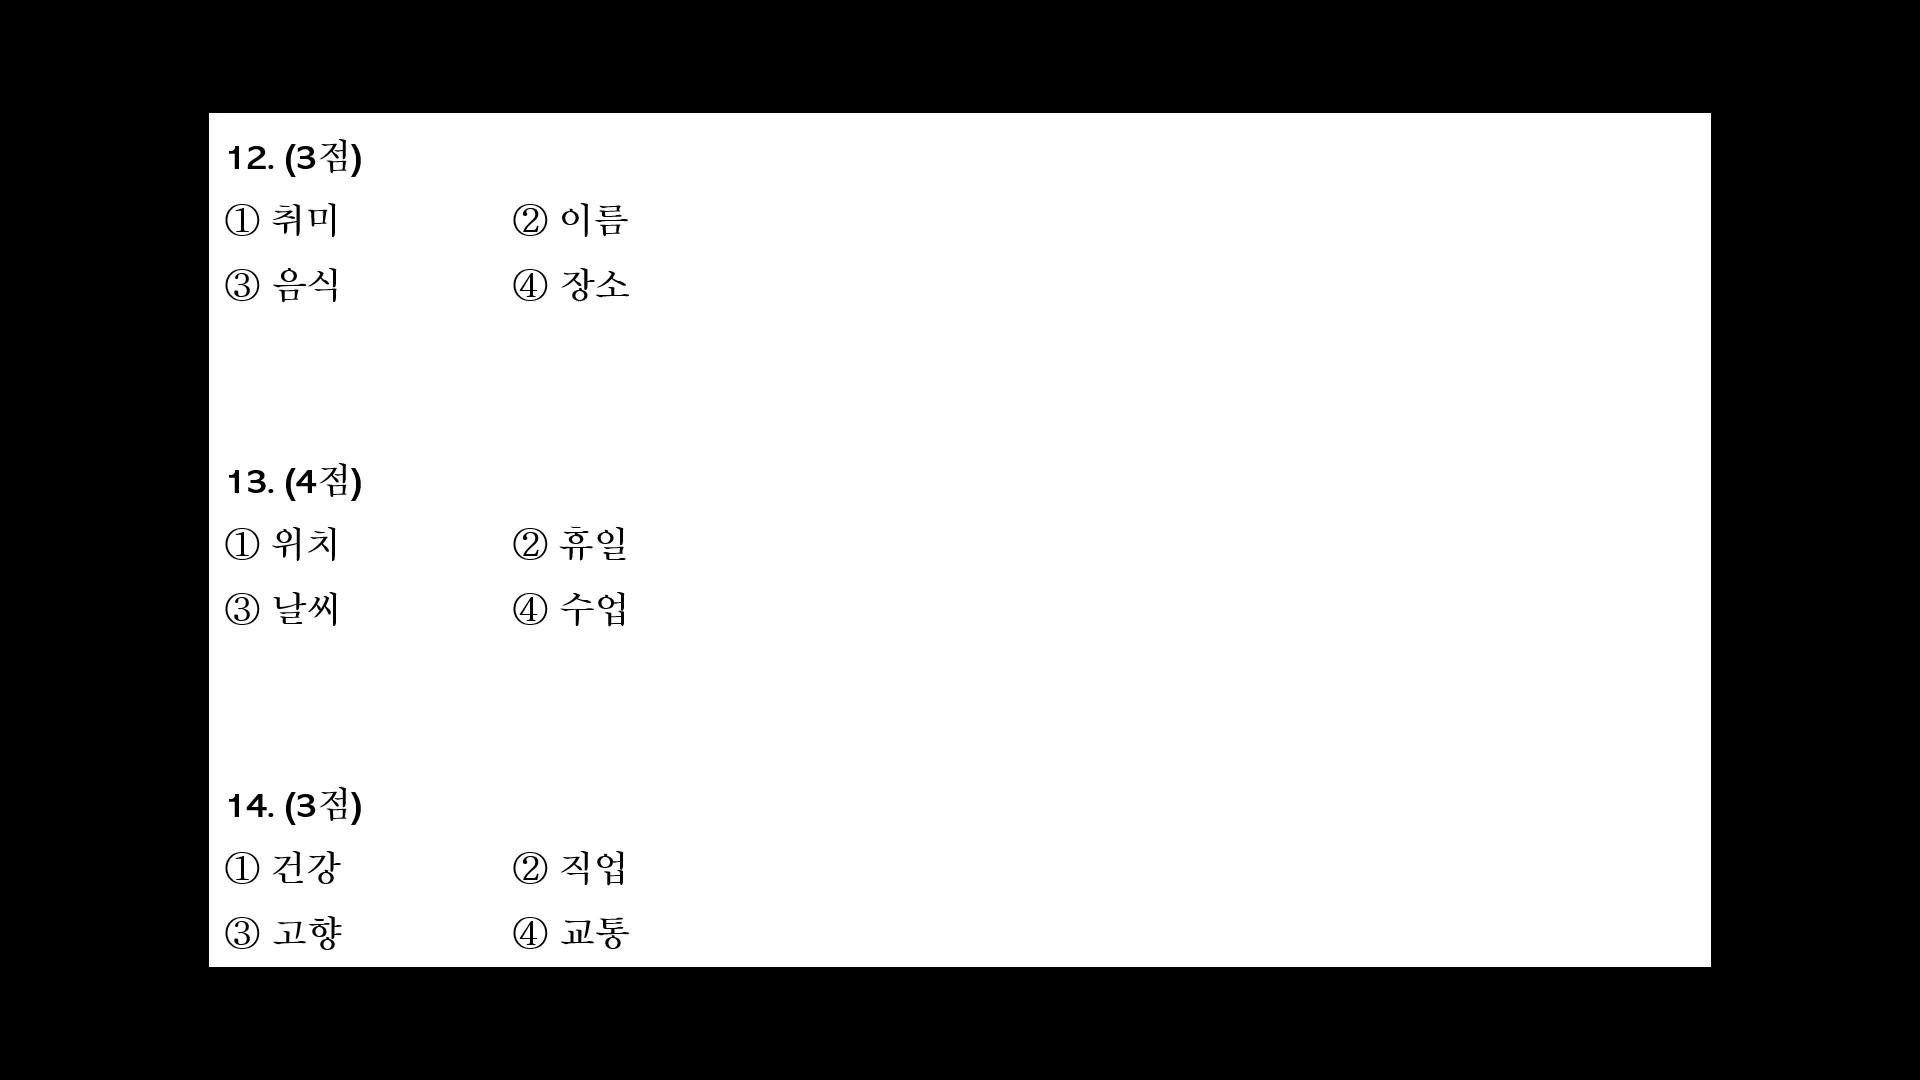 12. (3점)
① 취미 ② 이름
③ 음식 ④ 장소
13. (4점)
① 위치 ② 휴일
③ 날씨 ④ 수업
14. (3점)
① 건강 ② 직업
③ 고향 ④ 교통